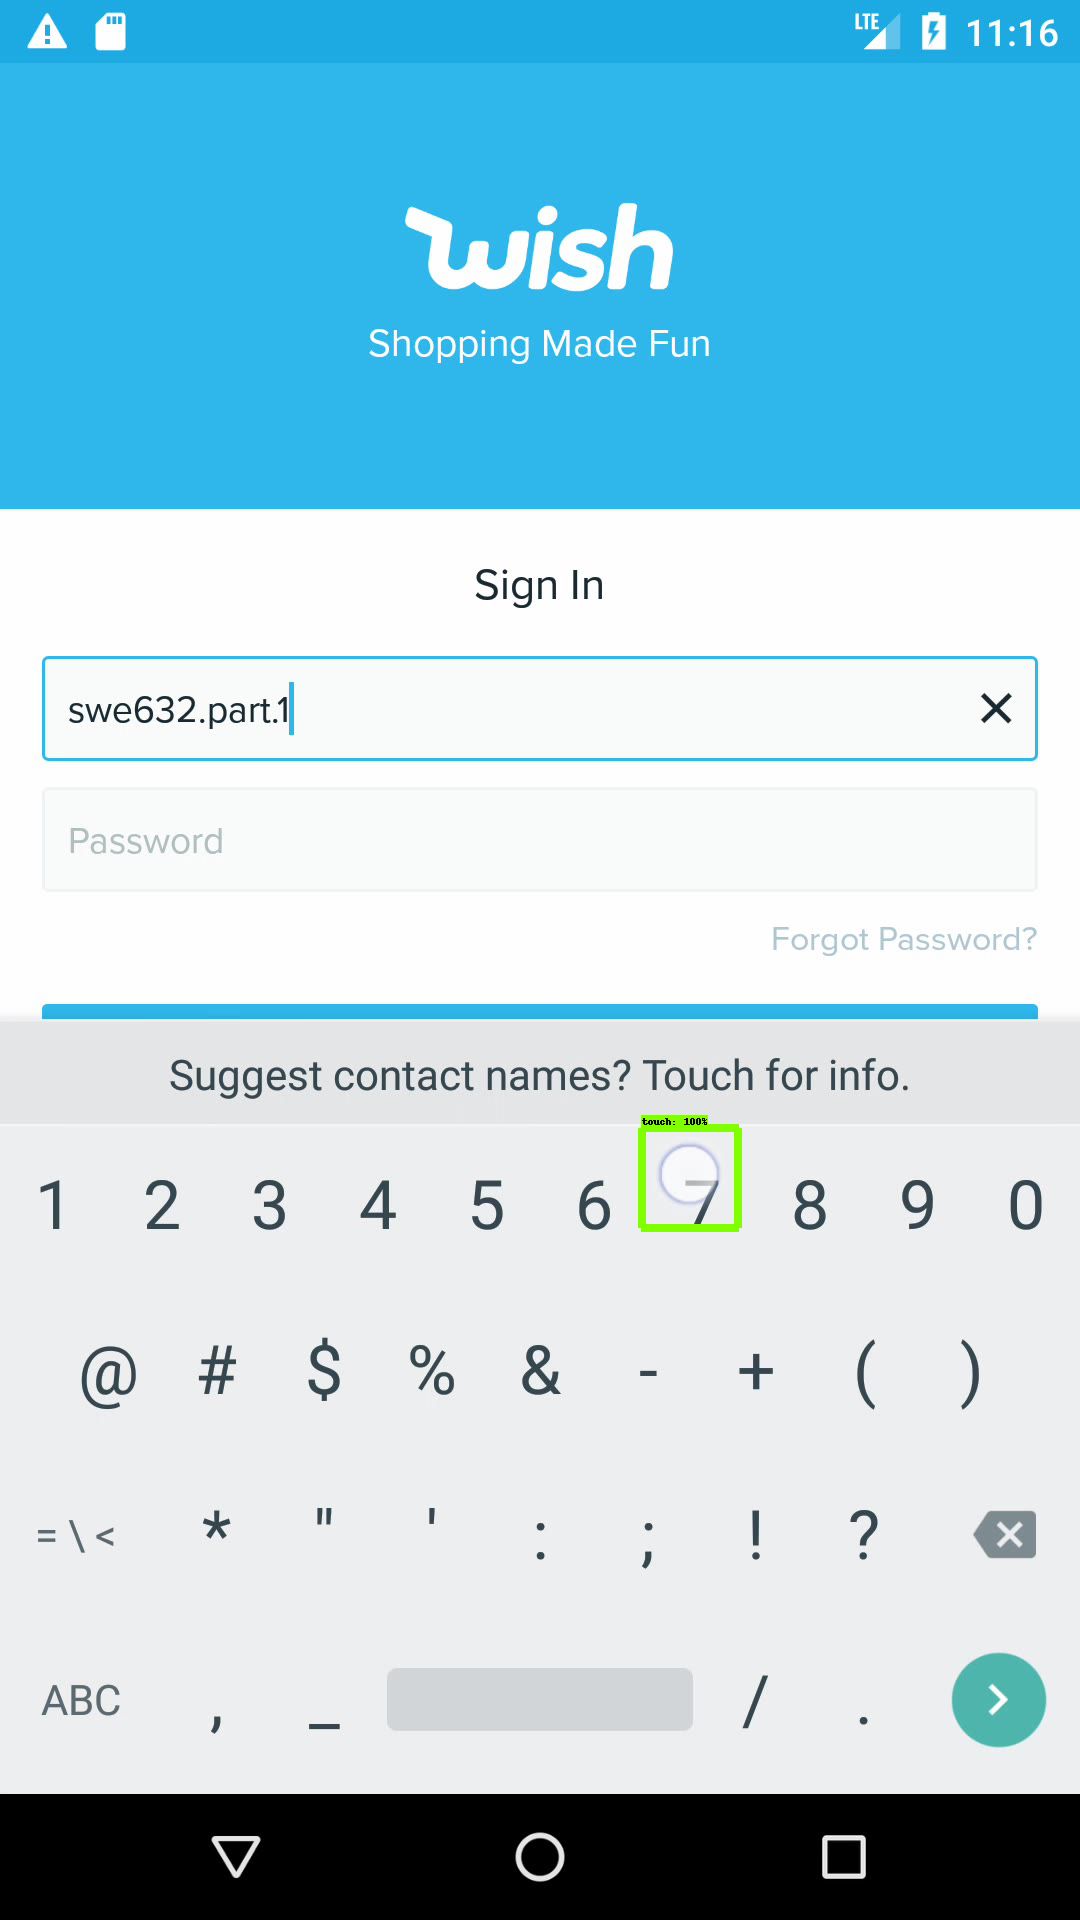 LTE 11:16
wish
Shopping Made Fun
Sign In
swe632.part.1
Password
Forgot Password?
Suggest contact names? Touch for info.
touch: 100%
1 2 3 4 5 6 7 8 9 0
@ # $ % & - + ( )
= \ < * " ' : ; ! ?
ABC , _ / .